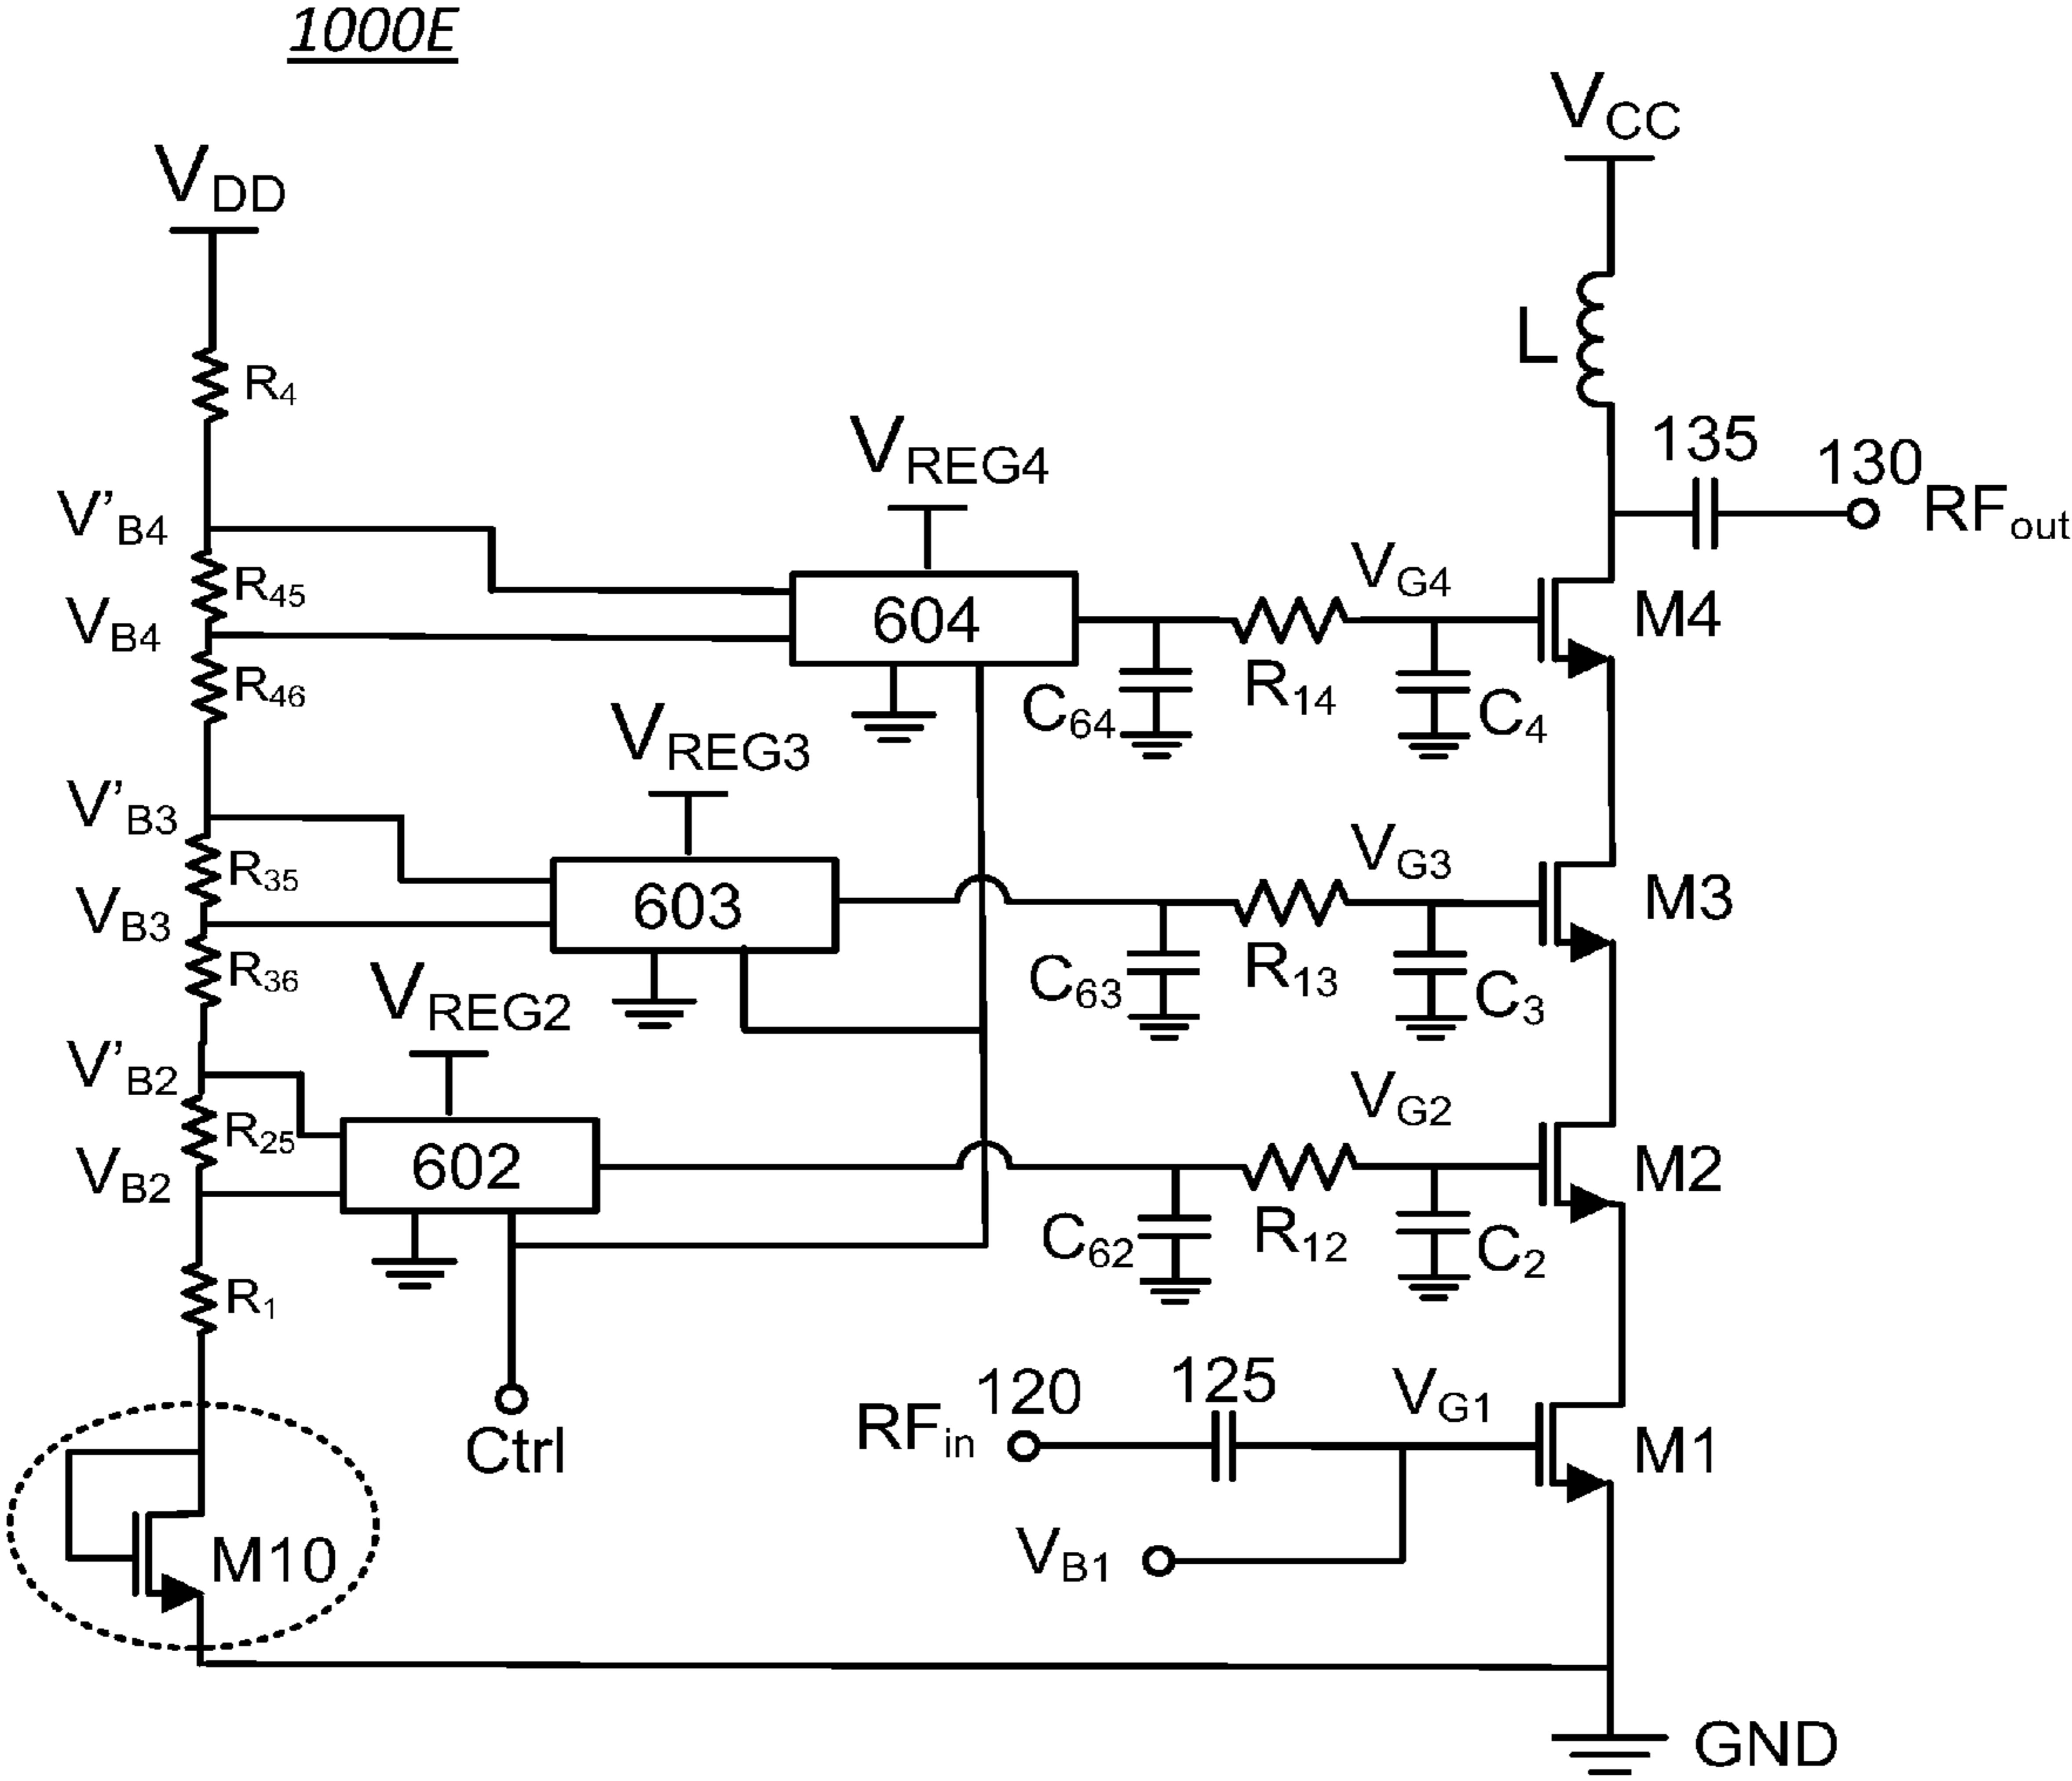 1000E
VCC
VDD
L
R4
135
130
RFout
VREG4
V'B4
R45
VB4
R46
604
VG4
M4
C64
R14
C4
VREG3
V'B3
R35
VB3
R36
603
VG3
M3
C63
R13
C3
VREG2
V'B2
R25
VB2
602
VG2
M2
C62
R12
C2
R1
Ctrl
120
125
VG1
RFin
M1
VB1
M10
GND